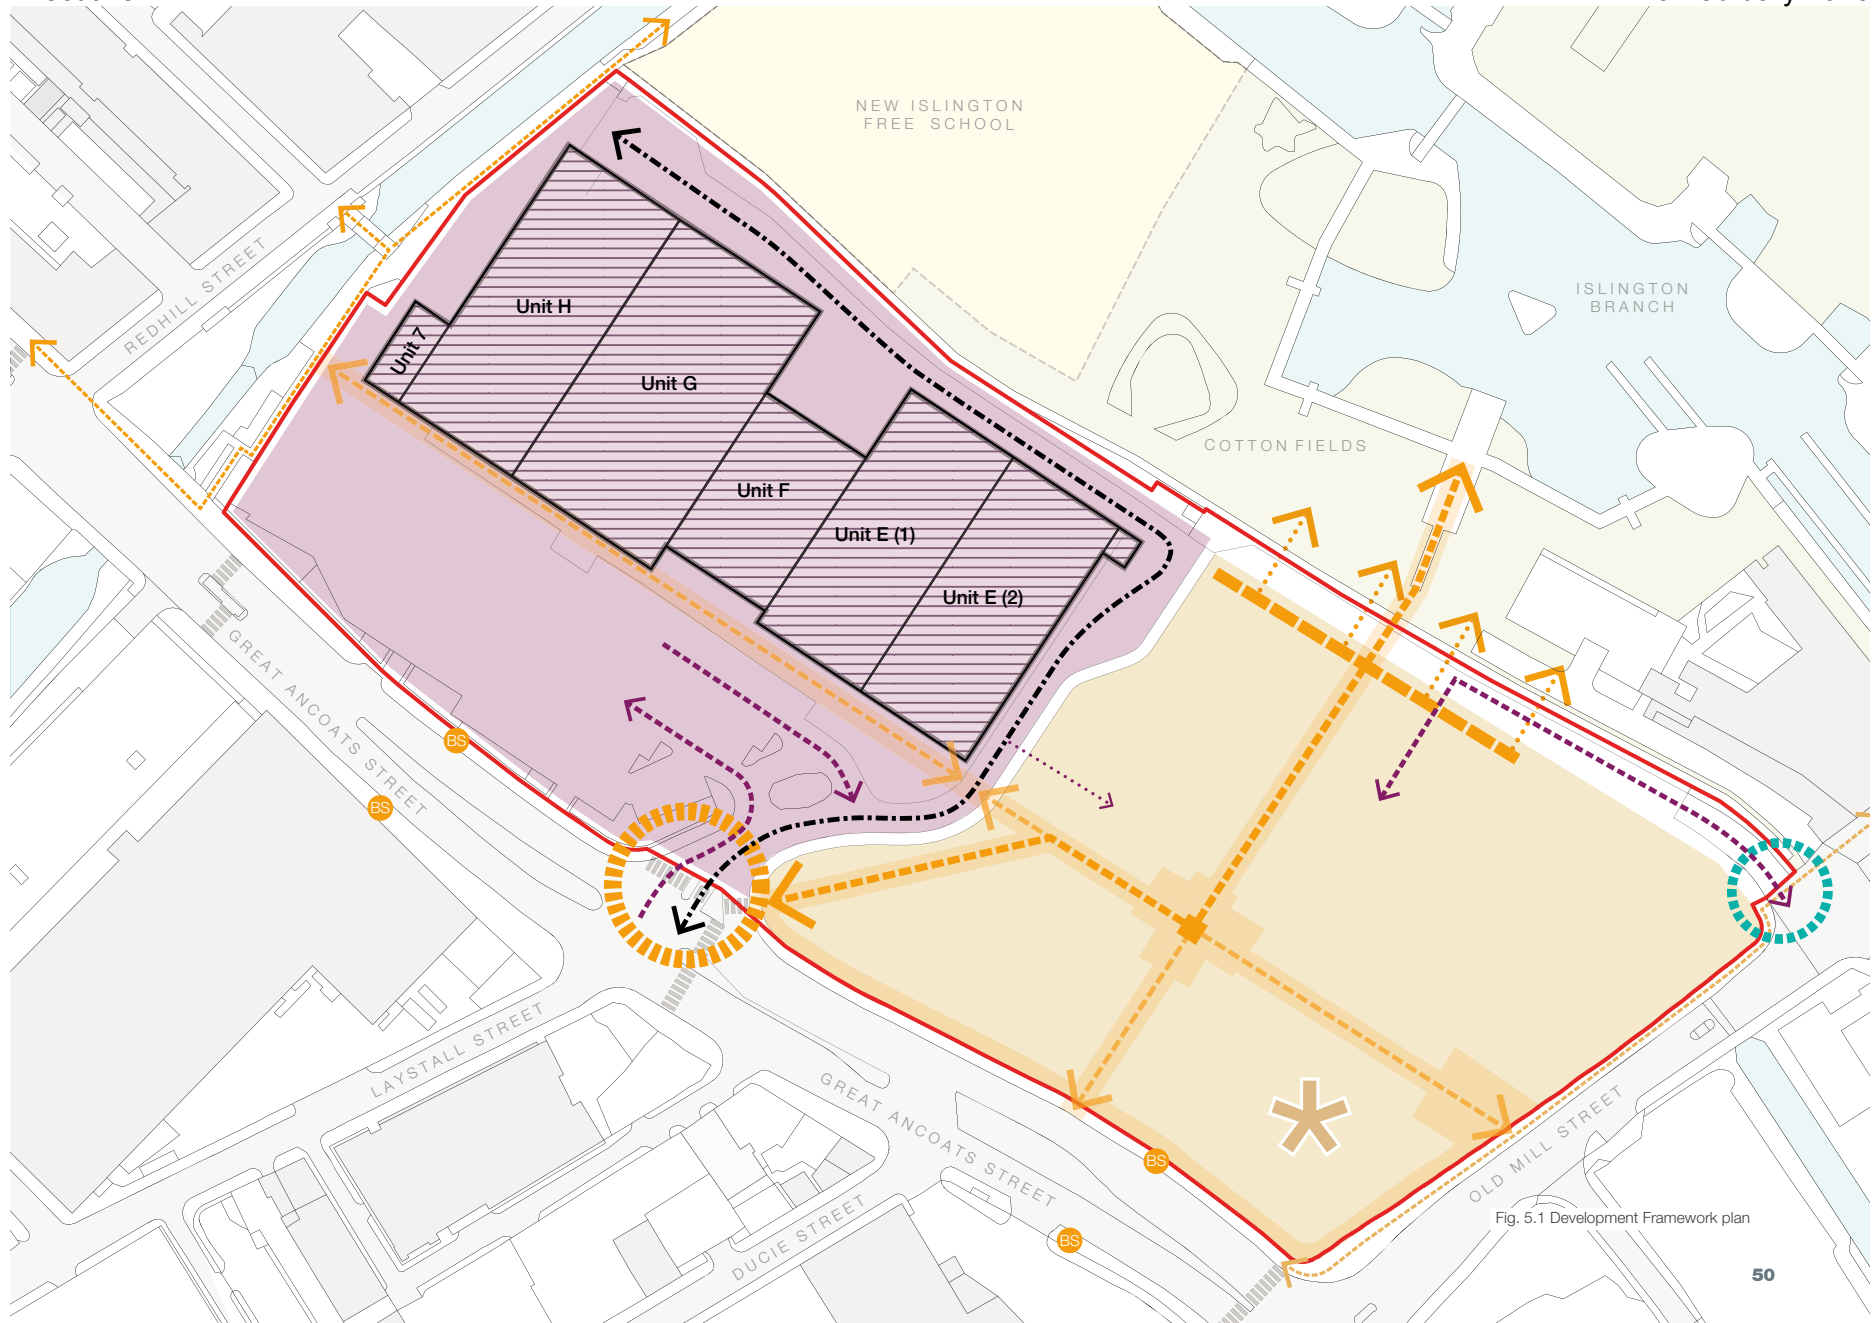 NEW ISLINGTON
FREE SCHOOL
REDHILL STREET
ISLINGTON
BRANCH
Unit H
Unit 7
Unit G
COTTON FIELDS
Unit F
Unit E (1)
Unit E (2)
GREAT ANCOATS STREET
BS
BS
LAYSTALL STREET
GREAT ANCOATS STREET
BS
OLD MILL STREET
DUCIE STREET
BS
Fig. 5.1 Development Framework plan
50